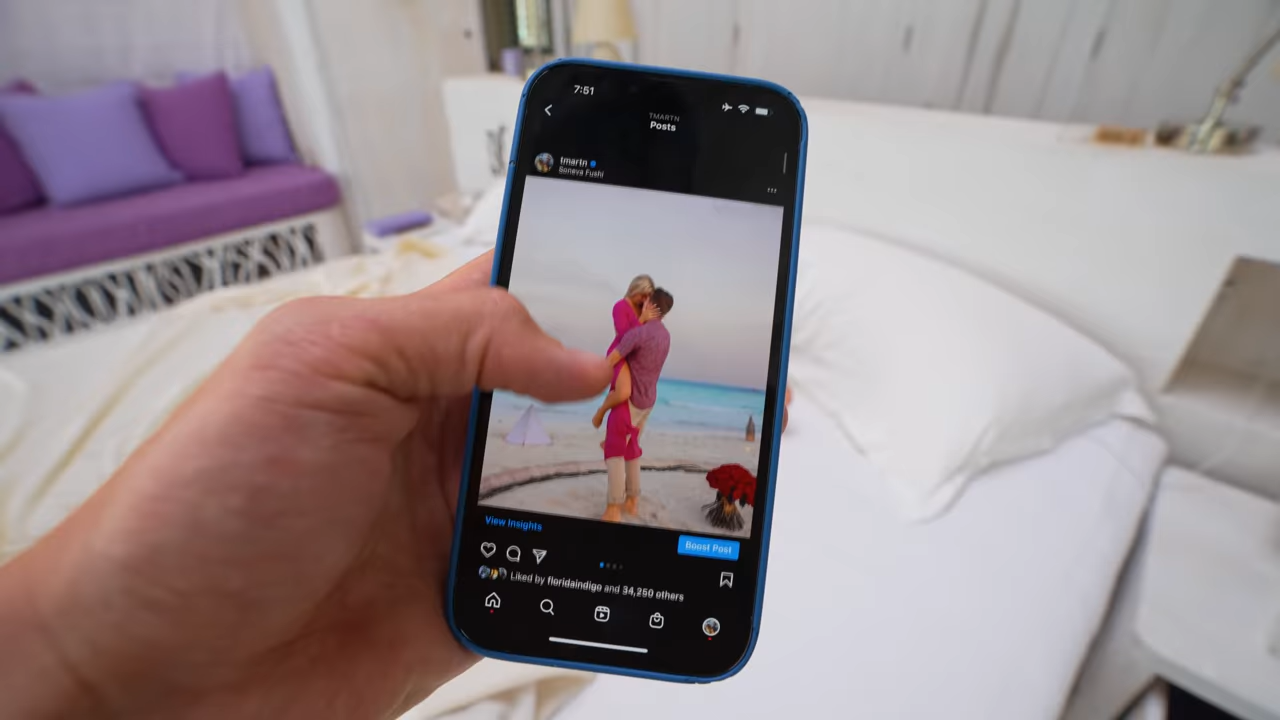 7:51
TMARTN
Posts
tmartn
Soneva Fushi
View Insights
Boost Post
Liked by floridaindigo and 34,250 others